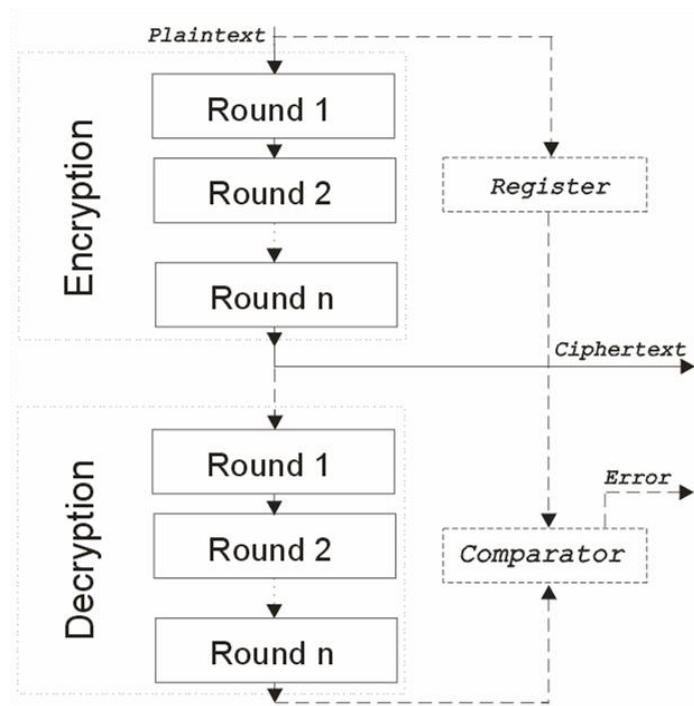 Plaintext
Encryption
Round 1
Round 2
Round n
Register
Ciphertext
Decryption
Round 1
Round 2
Round n
Error
Comparator